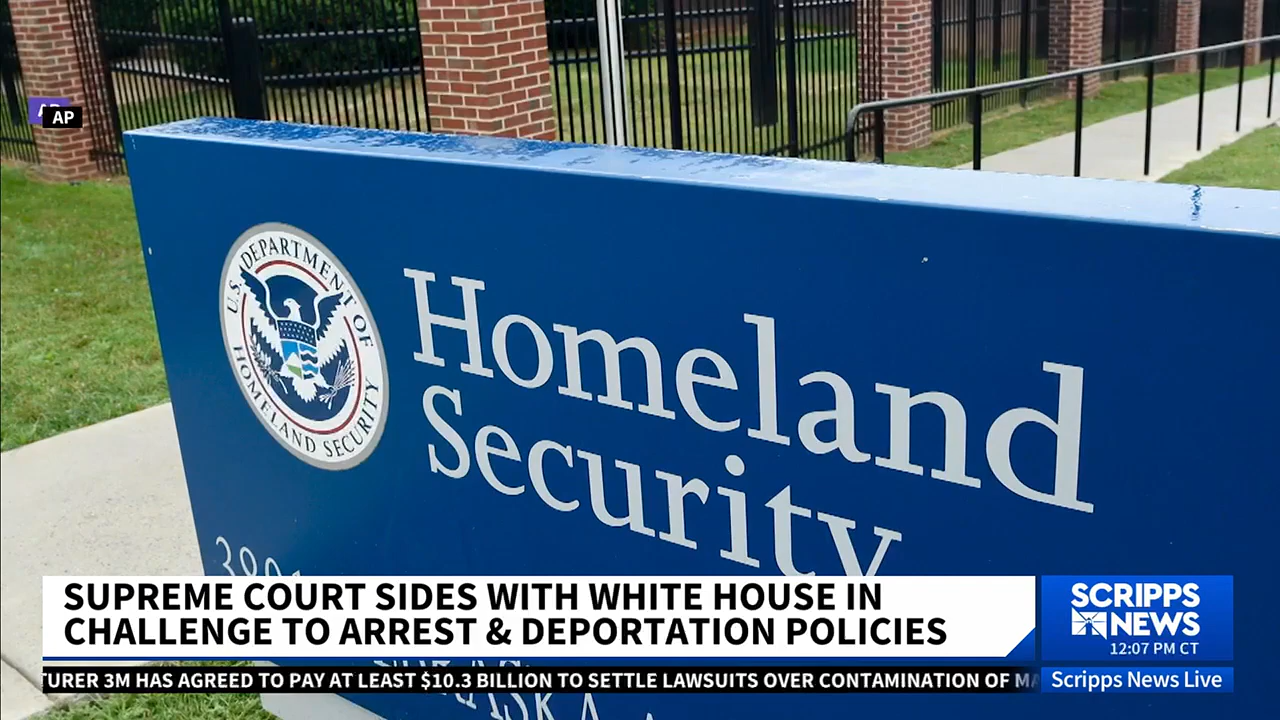 AP
U.S. DEPARTMENT OF
HOMELAND SECURITY
Homeland
Security
SUPREME COURT SIDES WITH WHITE HOUSE IN
CHALLENGE TO ARREST & DEPORTATION POLICIES
SCRIPPS
NEWS
12:07 PM CT
TURER 3M HAS AGREED TO PAY AT LEAST $10.3 BILLION TO SETTLE LAWSUITS OVER CONTAMINATION OF
Scripps News Live